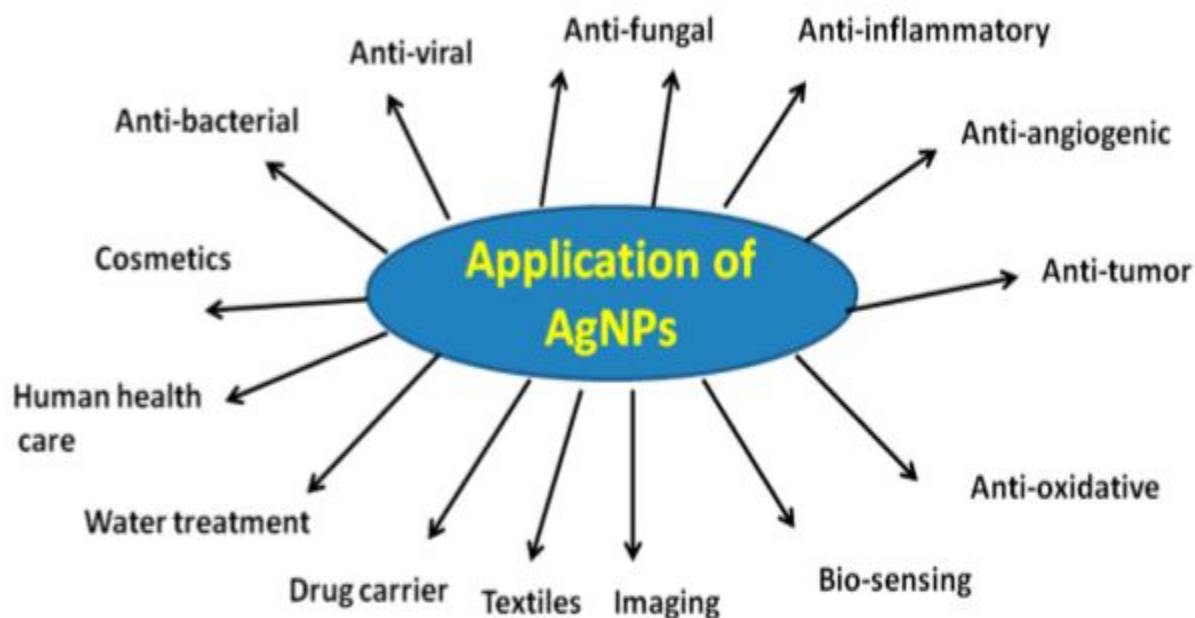 Anti-fungal
Anti-inflammatory
Anti-viral
Anti-bacterial
Anti-angiogenic
Application of
AgNPs
Cosmetics
Anti-tumor
Human health
care
Anti-oxidative
Water treatment
Drug carrier
Textiles
Imaging
Bio-sensing